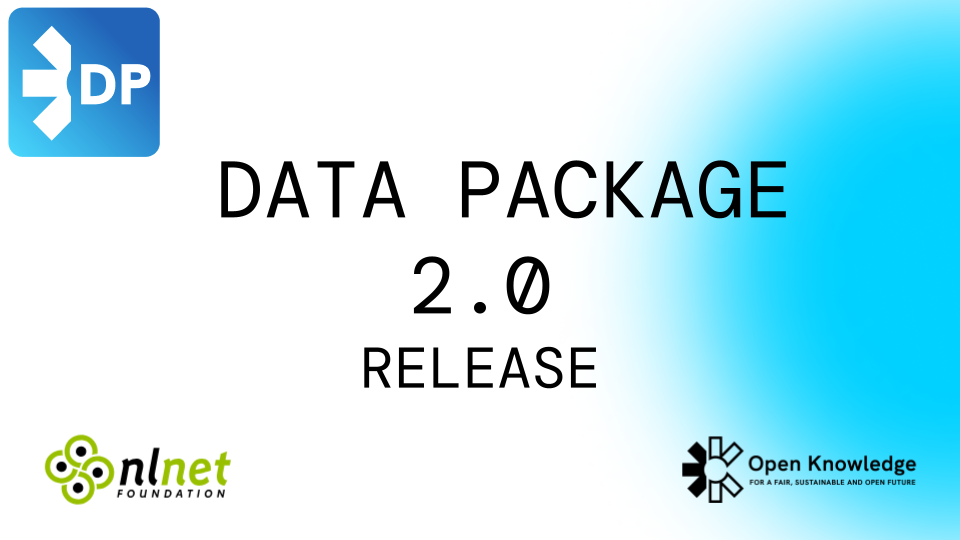 DP
DATA PACKAGE
2.0
RELEASE
nlnet
FOUNDATION
Open Knowledge
FOR A FAIR, SUSTAINABLE AND OPEN FUTURE